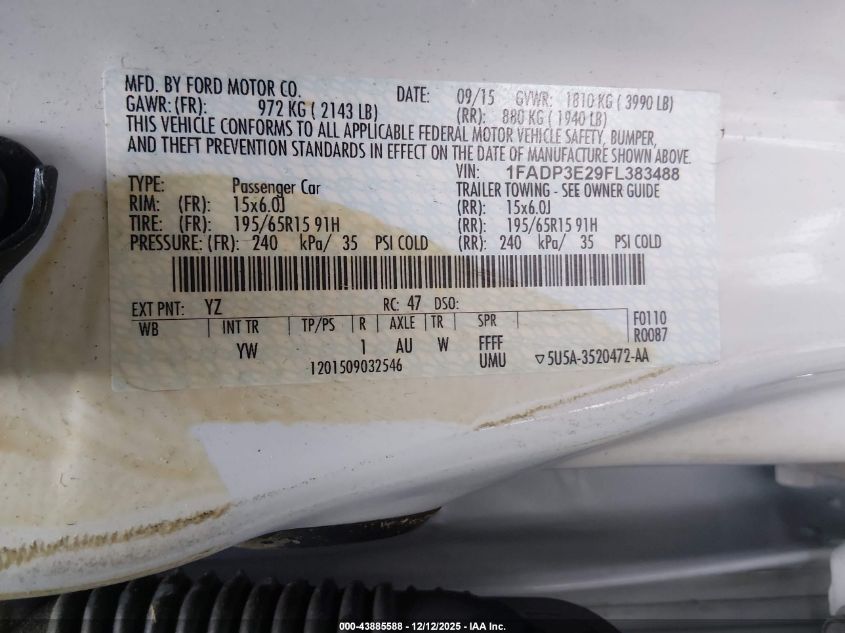 MFD. BY FORD MOTOR CO. DATE: 09/15 GVWR: 1810 KG ( 3990 LB)
GAWR: (FR): 972 KG ( 2143 LB) (RR): 880 KG ( 1940 LB)
THIS VEHICLE CONFORMS TO ALL APPLICABLE FEDERAL MOTOR VEHICLE SAFETY, BUMPER,
AND THEFT PREVENTION STANDARDS IN EFFECT ON THE DATE OF MANUFACTURE SHOWN ABOVE.
VIN: 1FADP3E29FL383488
TYPE: Passenger Car TRAILER TOWING - SEE OWNER GUIDE
RIM: (FR): 15x6.0J (RR): 15x6.0J
TIRE: (FR): 195/65R15 91H (RR): 195/65R15 91H
PRESSURE: (FR): 240 kPa/ 35 PSI COLD (RR): 240 kPa/ 35 PSI COLD
EXT PNT: YZ RC: 47 DSO:
WB INT TR TP/PS R AXLE TR SPR F0110
R0087
YW 1 AU W FFFF
1201509032546 UMU ▽5U5A-3520472-AA
000-43885588 - 12/12/2025 - IAA Inc.